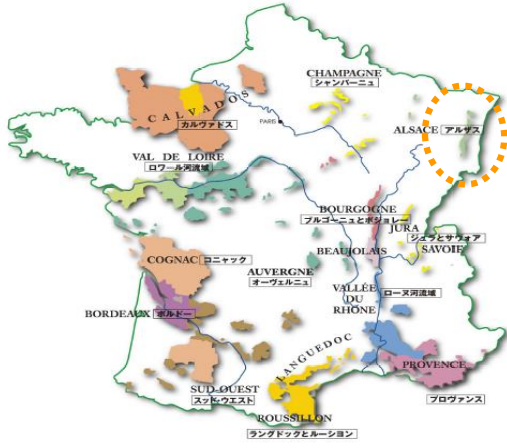 CHAMPAGNE
シャンパーニュ
CALVADOS
カルヴァドス
PARIS
ALSACE アルザス
VAL DE LOIRE
ロワール河流域
BOURGOGNE
ブルゴーニュとボジョレー
JURA
ジュラとサヴォア
SAVOIE
BEAUJOLAIS
COGNAC コニャック
AUVERGNE
オーヴェルニュ
VALLÉE
DU
RHÔNE
ローヌ河流域
BORDEAUX ボルドー
LANGUEDOC
PROVENCE
プロヴァンス
SUD-OUEST
スッド・ウエスト
ROUSSILLON
ラングドックとルーション